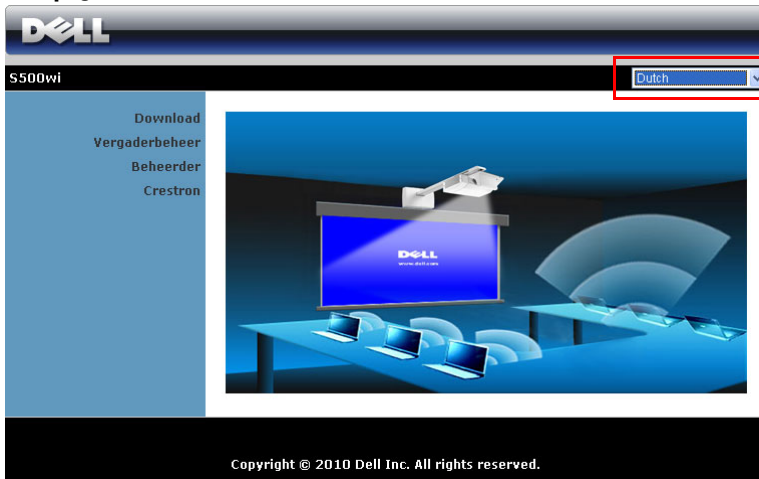 DELL
S500wi
Dutch
Download
Vergaderbeheer
Beheerder
Crestron
DELL
www.dell.com
Copyright © 2010 Dell Inc. All rights reserved.